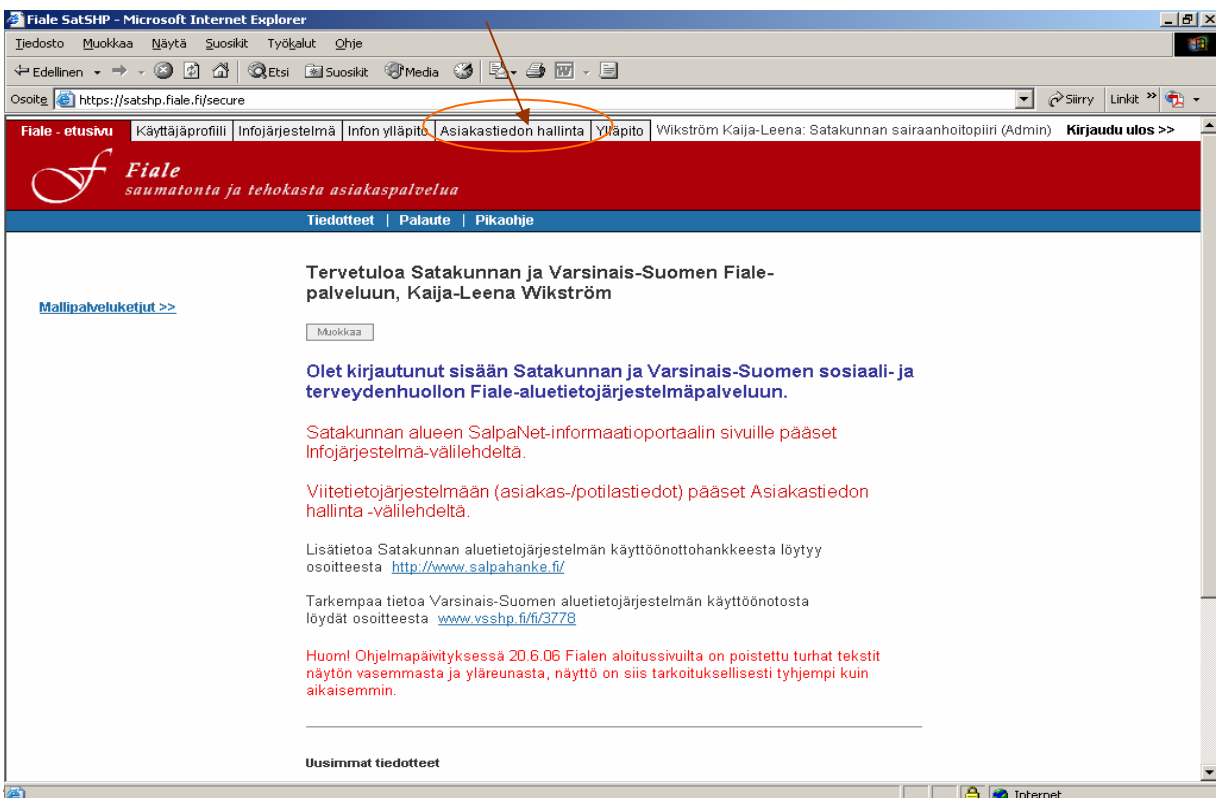 Fiale SatSHP - Microsoft Internet Explorer
Tiedosto Muokkaa Näytä Suosikit Työkalut Ohje
Edellinen Etsi Suosikit Media
Osoite https://satshp.fiale.fi/secure Siirry Linkit »
Fiale - etusivu Käyttäjäprofiili Infojärjestelmä Infon ylläpito Asiakastiedon hallinta Ylläpito Wikström Kaija-Leena: Satakunnan sairaanhoitopiiri (Admin) Kirjaudu ulos >>
Fiale
saumatonta ja tehokasta asiakaspalvelua
Tiedotteet | Palaute | Pikaohje
Tervetuloa Satakunnan ja Varsinais-Suomen Fiale-
palveluun, Kaija-Leena Wikström
Mallipalveluketjut >>
Muokkaa
Olet kirjautunut sisään Satakunnan ja Varsinais-Suomen sosiaali- ja
terveydenhuollon Fiale-aluetietojärjestelmäpalveluun.
Satakunnan alueen SalpaNet-informaatioportaalin sivuille pääset
Infojärjestelmä-välilehdeltä.
Viitetietojärjestelmään (asiakas-/potilastiedot) pääset Asiakastiedon
hallinta -välilehdeltä.
Lisätietoa Satakunnan aluetietojärjestelmän käyttöönottohankkeesta löytyy
osoitteesta http://www.salpahanke.fi/
Tarkempaa tietoa Varsinais-Suomen aluetietojärjestelmän käyttöönotosta
löydät osoitteesta www.vsshp.fi/fi/3778
Huom! Ohjelmapäivityksessä 20.6.06 Fialen aloitussivuilta on poistettu turhat tekstit
näytön vasemmasta ja yläreunasta, näyttö on siis tarkoituksellisesti tyhjempi kuin
aikaisemmin.
Uusimmat tiedotteet
Internet